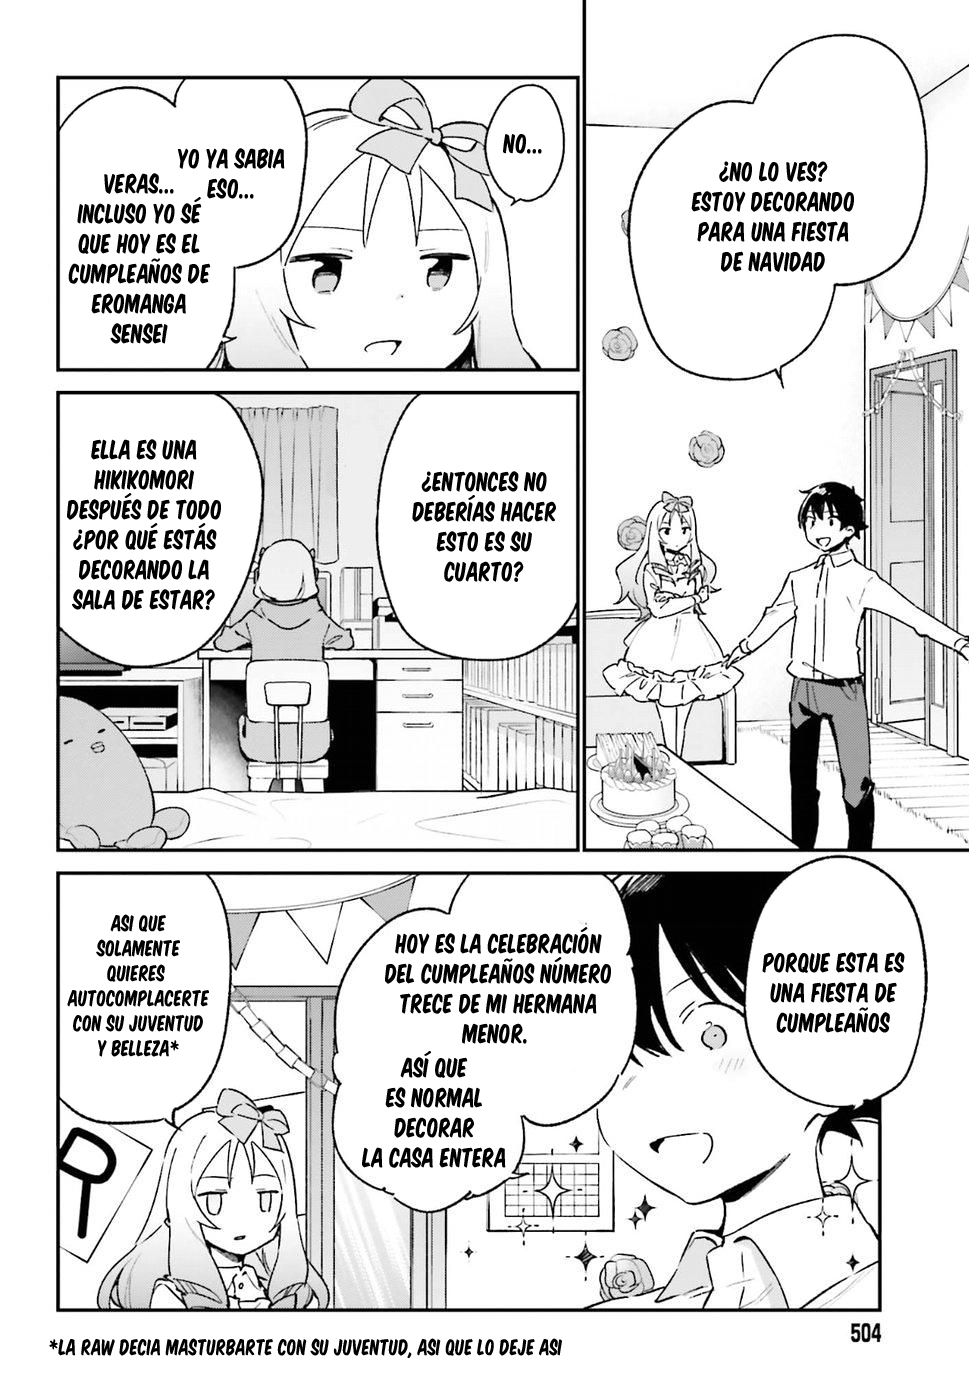 ¿NO LO VES?
ESTOY DECORANDO
PARA UNA FIESTA
DE NAVIDAD
NO...
YO YA SABIA
ESO...
VERAS...
INCLUSO YO SÉ
QUE HOY ES EL
CUMPLEAÑOS DE
EROMANGA
SENSEI
¿ENTONCES NO
DEBERÍAS HACER
ESTO ES SU
CUARTO?
ELLA ES UNA
HIKIKOMORI
DESPUÉS DE TODO
¿POR QUÉ ESTÁS
DECORANDO LA
SALA DE ESTAR?
PORQUE ESTA ES
UNA FIESTA DE
CUMPLEAÑOS
HOY ES LA CELEBRACIÓN
DEL CUMPLEAÑOS NÚMERO
TRECE DE MI HERMANA
MENOR.
ASÍ QUE
ES NORMAL
DECORAR
LA CASA ENTERA
ASI QUE
SOLAMENTE
QUIERES
AUTOCOMPLACERTE
CON SU JUVENTUD
Y BELLEZA*
R
504
*LA RAW DECIA MASTURBARTE CON SU JUVENTUD, ASI QUE LO DEJE ASI